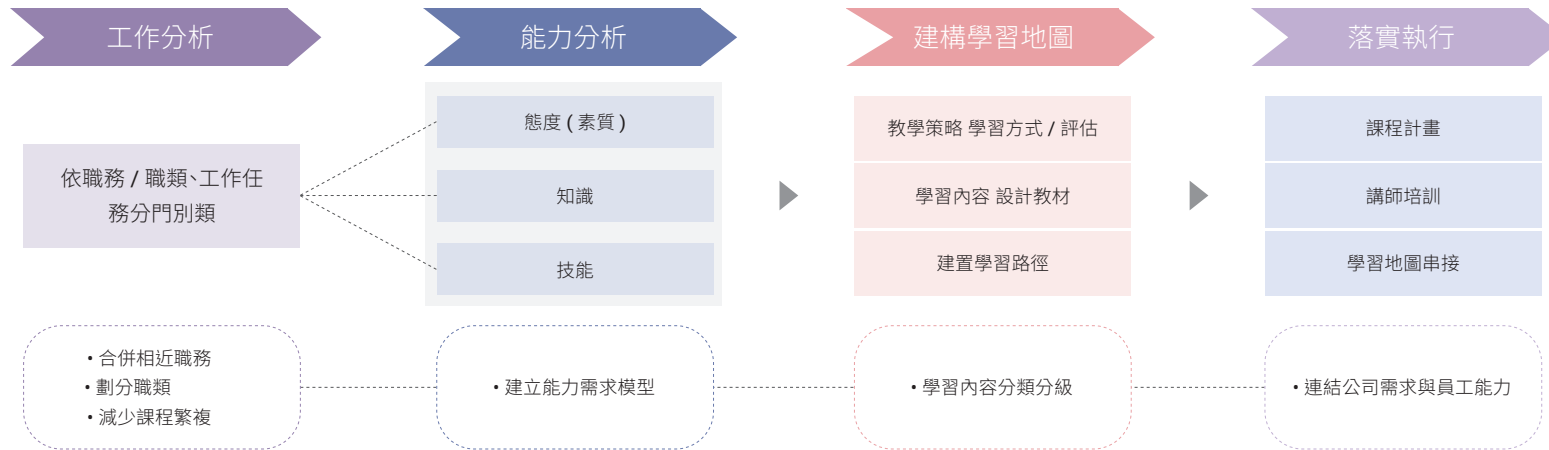 工作分析
能力分析
建構學習地圖
落實執行
依職務 / 職類、工作任
務分門別類
態度 ( 素質 )
知識
技能
教學策略 學習方式 / 評估
學習內容 設計教材
建置學習路徑
課程計畫
講師培訓
學習地圖串接
• 合併相近職務
• 劃分職類
• 減少課程繁複
• 建立能力需求模型
• 學習內容分類分級
• 連結公司需求與員工能力